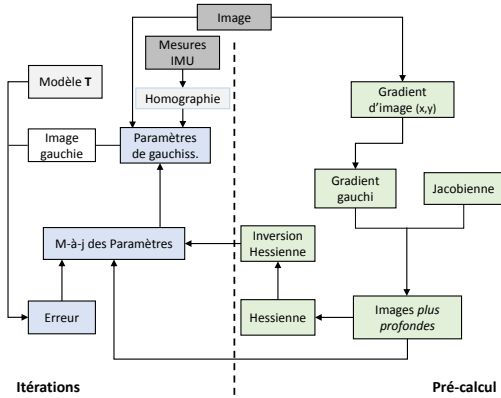 Image
Mesures
IMU
Modèle T
Homographie
Gradient
d'image (x,y)
Image
gauchie
Paramètres
de gauchiss.
Gradient
gauchi
Jacobienne
M-à-j des Paramètres
Inversion
Hessienne
Erreur
Hessienne
Images plus
profondes
Itérations
Pré-calcul